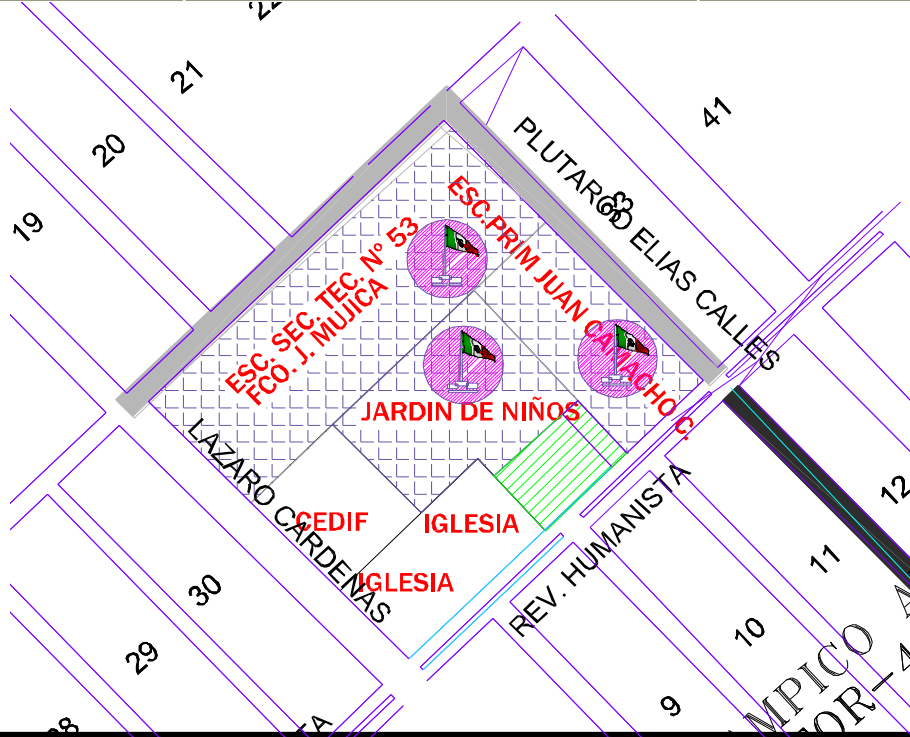 22
21
41
20
PLUTARCO ELIAS CALLES
63
19
ESC.PRIM JUAN CAMACHO C.
ESC. SEC. TEC. Nº 53
FCO. J. MUJICA
JARDIN DE NIÑOS
LAZARO CARDENAS
12
CEDIF
IGLESIA
REV. HUMANISTA
11
IGLESIA
30
10
29
9